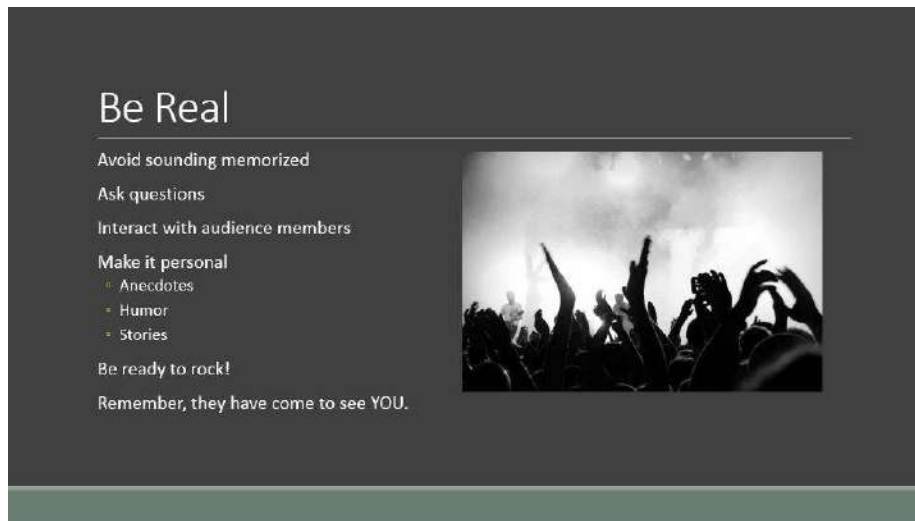 Be Real
Avoid sounding memorized
Ask questions
Interact with audience members
Make it personal
Anecdotes
Humor
Stories
Be ready to rock!
Remember, they have come to see YOU.